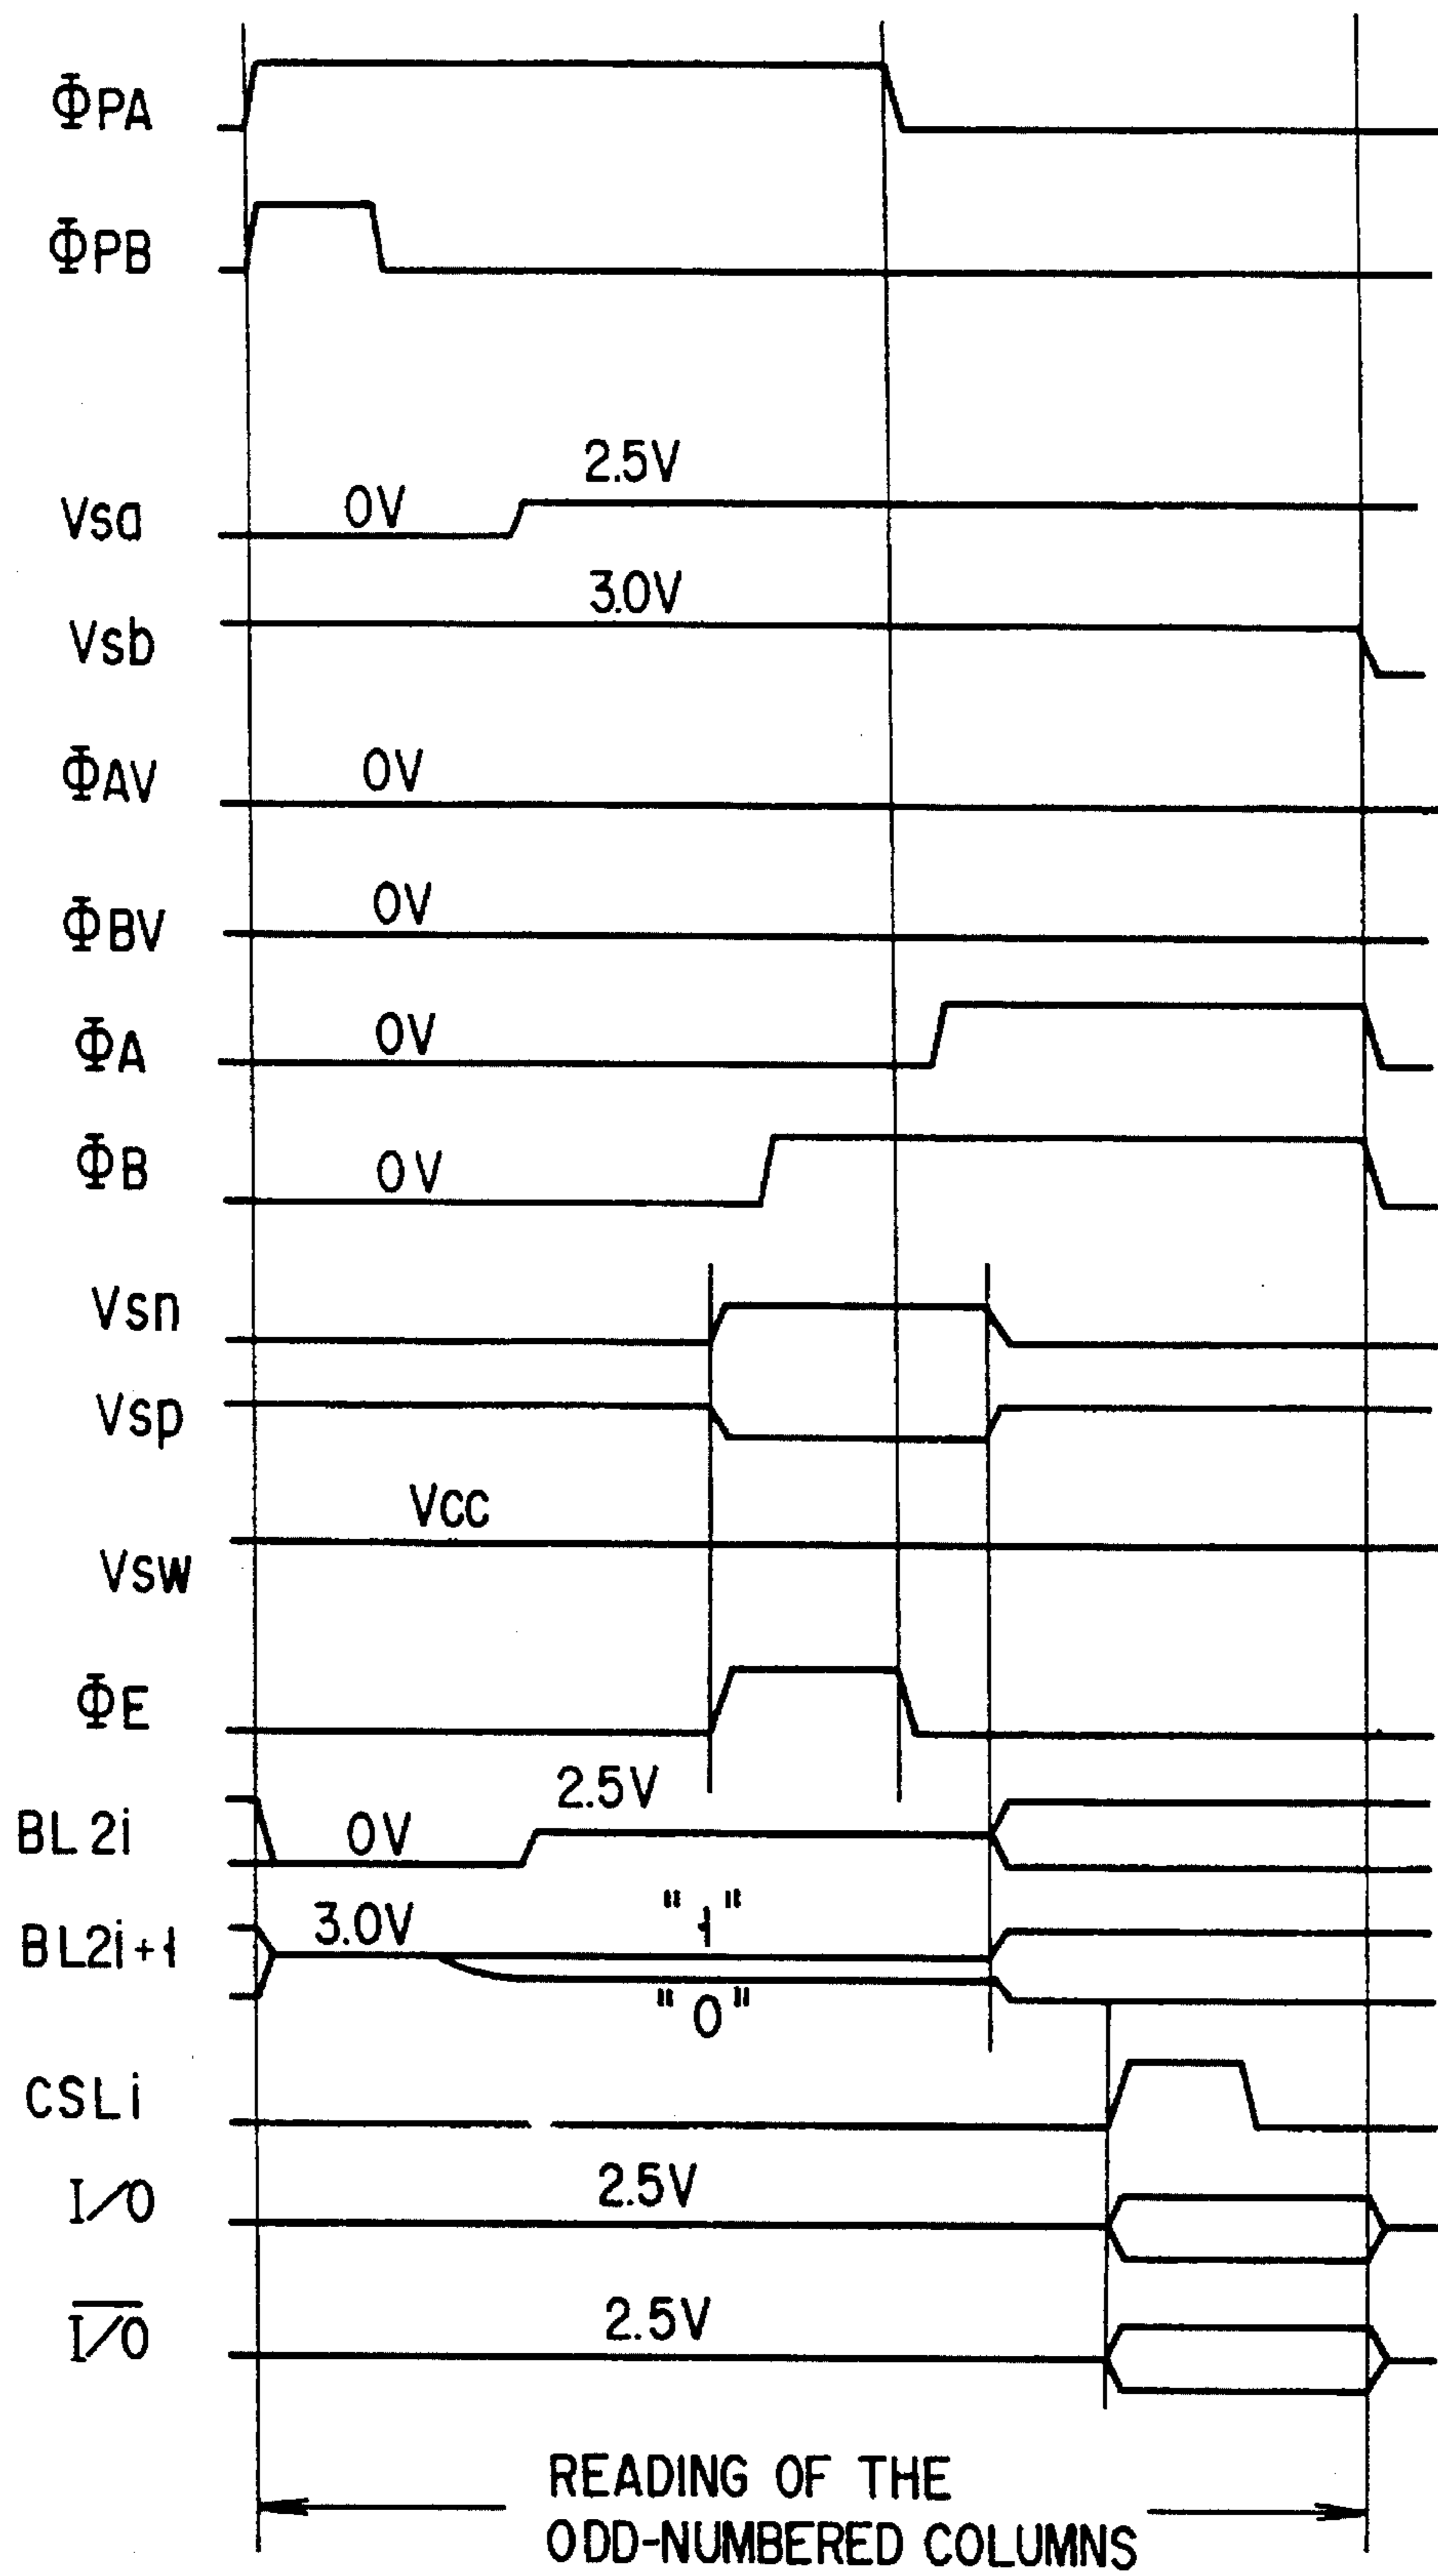 ΦPA
ΦPB
2.5V
Vsa 0V
3.0V
Vsb
ΦAV 0V
ΦBV 0V
ΦA 0V
ΦB 0V
Vsn
Vsp
Vcc
Vsw
ΦE
2.5V
BL2i 0V
3.0V "1"
BL2i+1
"0"
CSLi
I/O 2.5V
I/O 2.5V
READING OF THE
ODD-NUMBERED COLUMNS